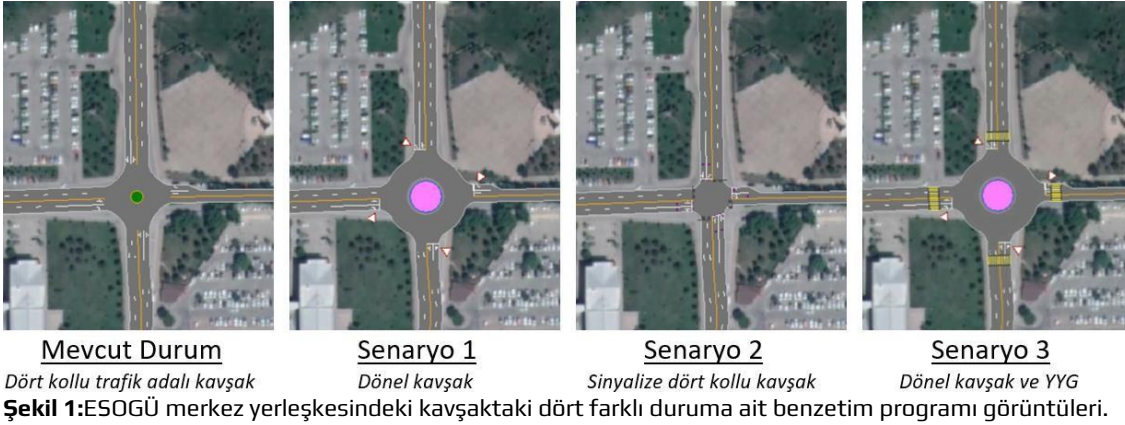 Mevcut Durum
Dört kollu trafik adalı kavşak
Senaryo 1
Dönel kavşak
Senaryo 2
Sinyalize dört kollu kavşak
Senaryo 3
Dönel kavşak ve YYG
Şekil 1:ESOGÜ merkez yerleşkesindeki kavşaktaki dört farklı duruma ait benzetim programı görüntüleri.